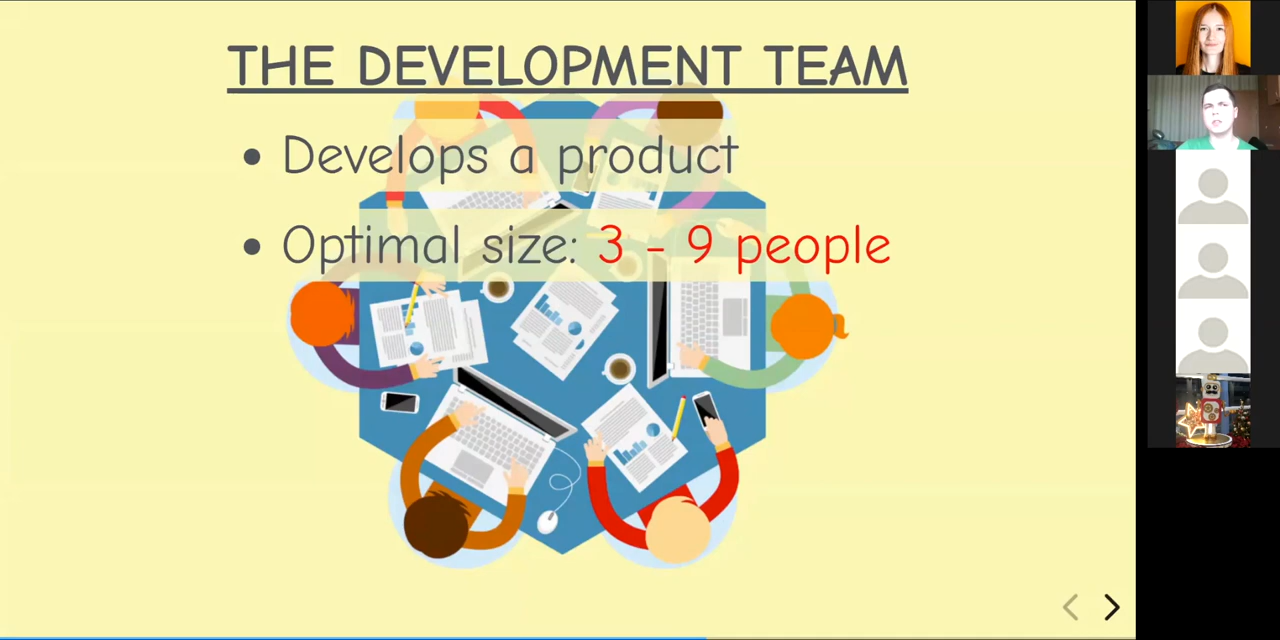 THE DEVELOPMENT TEAM
• Develops a product
• Optimal size: 3 - 9 people